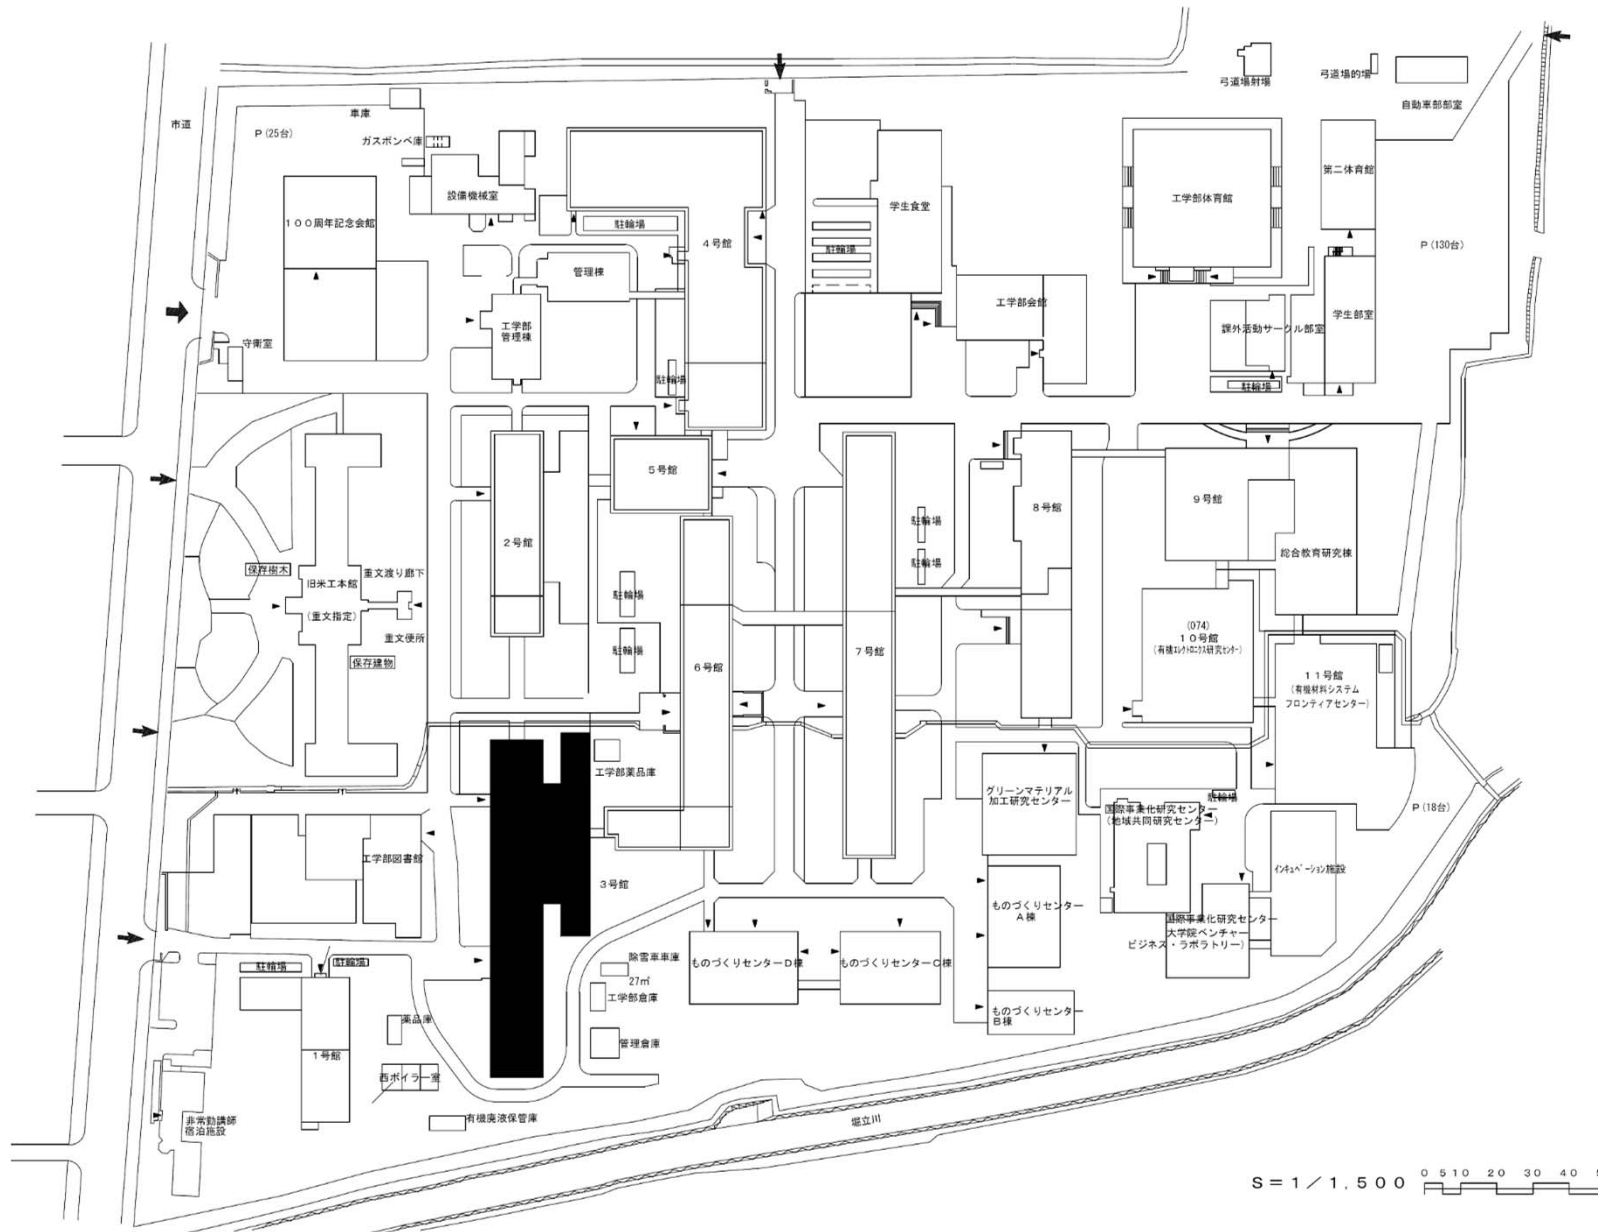 弓道場射場
弓道場的場
自動車部部室
市道
P (25台)
車庫
ガスボンベ庫
設備機械室
100周年記念会館
駐輪場
4号館
学生食堂
駐輪場
工学部体育館
第二体育館
P (130台)
管理棟
工学部
管理棟
守衛室
工学部会館
課外活動サークル部室
学生部室
駐輪場
駐輪場
5号館
2号館
8号館
9号館
総合教育研究棟
駐輪場
駐輪場
保存樹木
旧米工本館
(重文指定)
重文渡り廊下
重文便所
保存建物
駐輪場
駐輪場
6号館
7号館
(074)
10号館
(有機エレクトロニクス研究センター)
11号館
(有機材料システム
フロンティアセンター)
工学部薬品庫
グリーンマテリアル
加工研究センター
駐輪場
国際事業化研究センター
(地域共同研究センター)
P (18台)
工学部図書館
3号館
インキュベーション施設
ものづくりセンター
A棟
国際事業化研究センター
大学院ベンチャー
ビジネス・ラボラトリー)
除雪車車庫
27㎡
ものづくりセンターD棟
ものづくりセンターC棟
駐輪場
駐輪場
工学部倉庫
ものづくりセンター
B棟
薬品庫
管理倉庫
1号館
西ボイラー室
有機廃液保管庫
非常勤講師
宿泊施設
堀立川
S=1/1,500
0 5 10 20 30 40